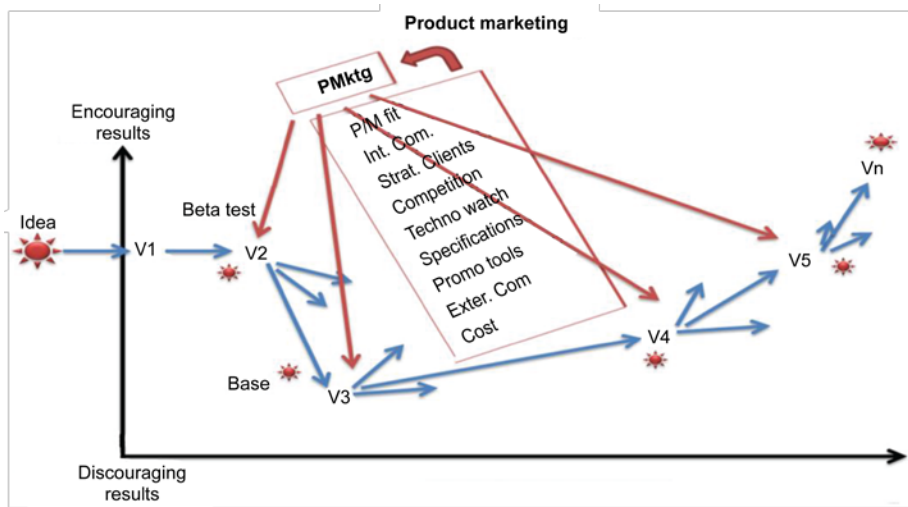 Product marketing
PMktg
Encouraging
results
P/M fit
Int. Com.
Strat. Clients
Competition
Techno watch
Specifications
Promo tools
Exter. Com
Cost
Vn
Beta test
Idea
V1
V2
V5
V4
Base
V3
Discouraging
results